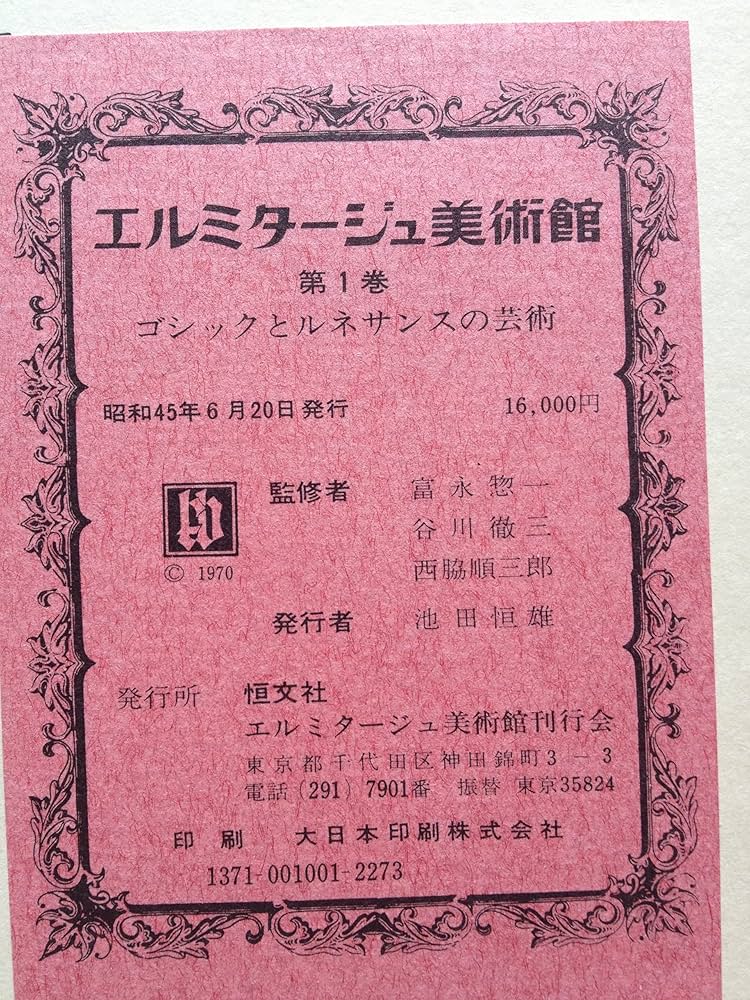 エルミタージュ美術館
第1巻
ゴシックとルネサンスの芸術
昭和45年6月20日発行 16,000円
監修者 富永惣一
谷川徹三
西脇順三郎
© 1970
発行者 池田恒雄
発行所 恒文社
エルミタージュ美術館刊行会
東京都千代田区神田錦町3－3
電話(291)7901番 振替 東京35824
印刷 大日本印刷株式会社
1371-001001-2273